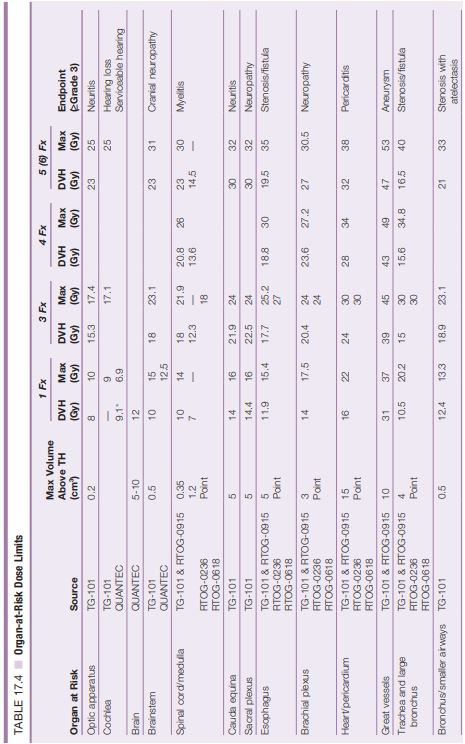 TABLE 17.4 ■ Organ-at-Risk Dose Limits
1 Fx 3 Fx 4 Fx 5 (6) Fx
Max Volume
Above TH DVH Max DVH Max DVH Max DVH Max Endpoint
Organ at Risk Source (cm³) (Gy) (Gy) (Gy) (Gy) (Gy) (Gy) (Gy) (Gy) (≥Grade 3)
Optic apparatus TG-101 0.2 8 10 15.3 17.4 23 25 Neuritis
Cochlea TG-101 — 9 17.1 25 Hearing loss
QUANTEC 9.1* 6.9 Serviceable hearing
Brain QUANTEC 5-10 12
Brainstem TG-101 0.5 10 15 18 23.1 23 31 Cranial neuropathy
QUANTEC 12.5
Spinal cord/medulla TG-101 & RTOG-0915 0.35 10 14 18 21.9 20.8 26 23 30 Myelitis
1.2 7 — 12.3 — 13.6 14.5 —
RTOG-0236 Point 18
RTOG-0618
Cauda equina TG-101 5 14 16 21.9 24 30 32 Neuritis
Sacral plexus TG-101 5 14.4 16 22.5 24 30 32 Neuropathy
Esophagus TG-101 & RTOG-0915 5 11.9 15.4 17.7 25.2 18.8 30 19.5 35 Stenosis/fistula
RTOG-0236 Point 27
RTOG-0618
Brachial plexus TG-101 & RTOG-0915 3 14 17.5 20.4 24 23.6 27.2 27 30.5 Neuropathy
RTOG-0236 Point 24
RTOG-0618
Heart/pericardium TG-101 & RTOG-0915 15 16 22 24 30 28 34 32 38 Pericarditis
RTOG-0236 Point 30
RTOG-0618
Great vessels TG-101 & RTOG-0915 10 31 37 39 45 43 49 47 53 Aneurysm
Trachea and large TG-101 & RTOG-0915 4 10.5 20.2 15 30 15.6 34.8 16.5 40 Stenosis/fistula
bronchus RTOG-0236 Point 30
RTOG-0618
Bronchus/smaller airways TG-101 0.5 12.4 13.3 18.9 23.1 21 33 Stenosis with
atelectasis